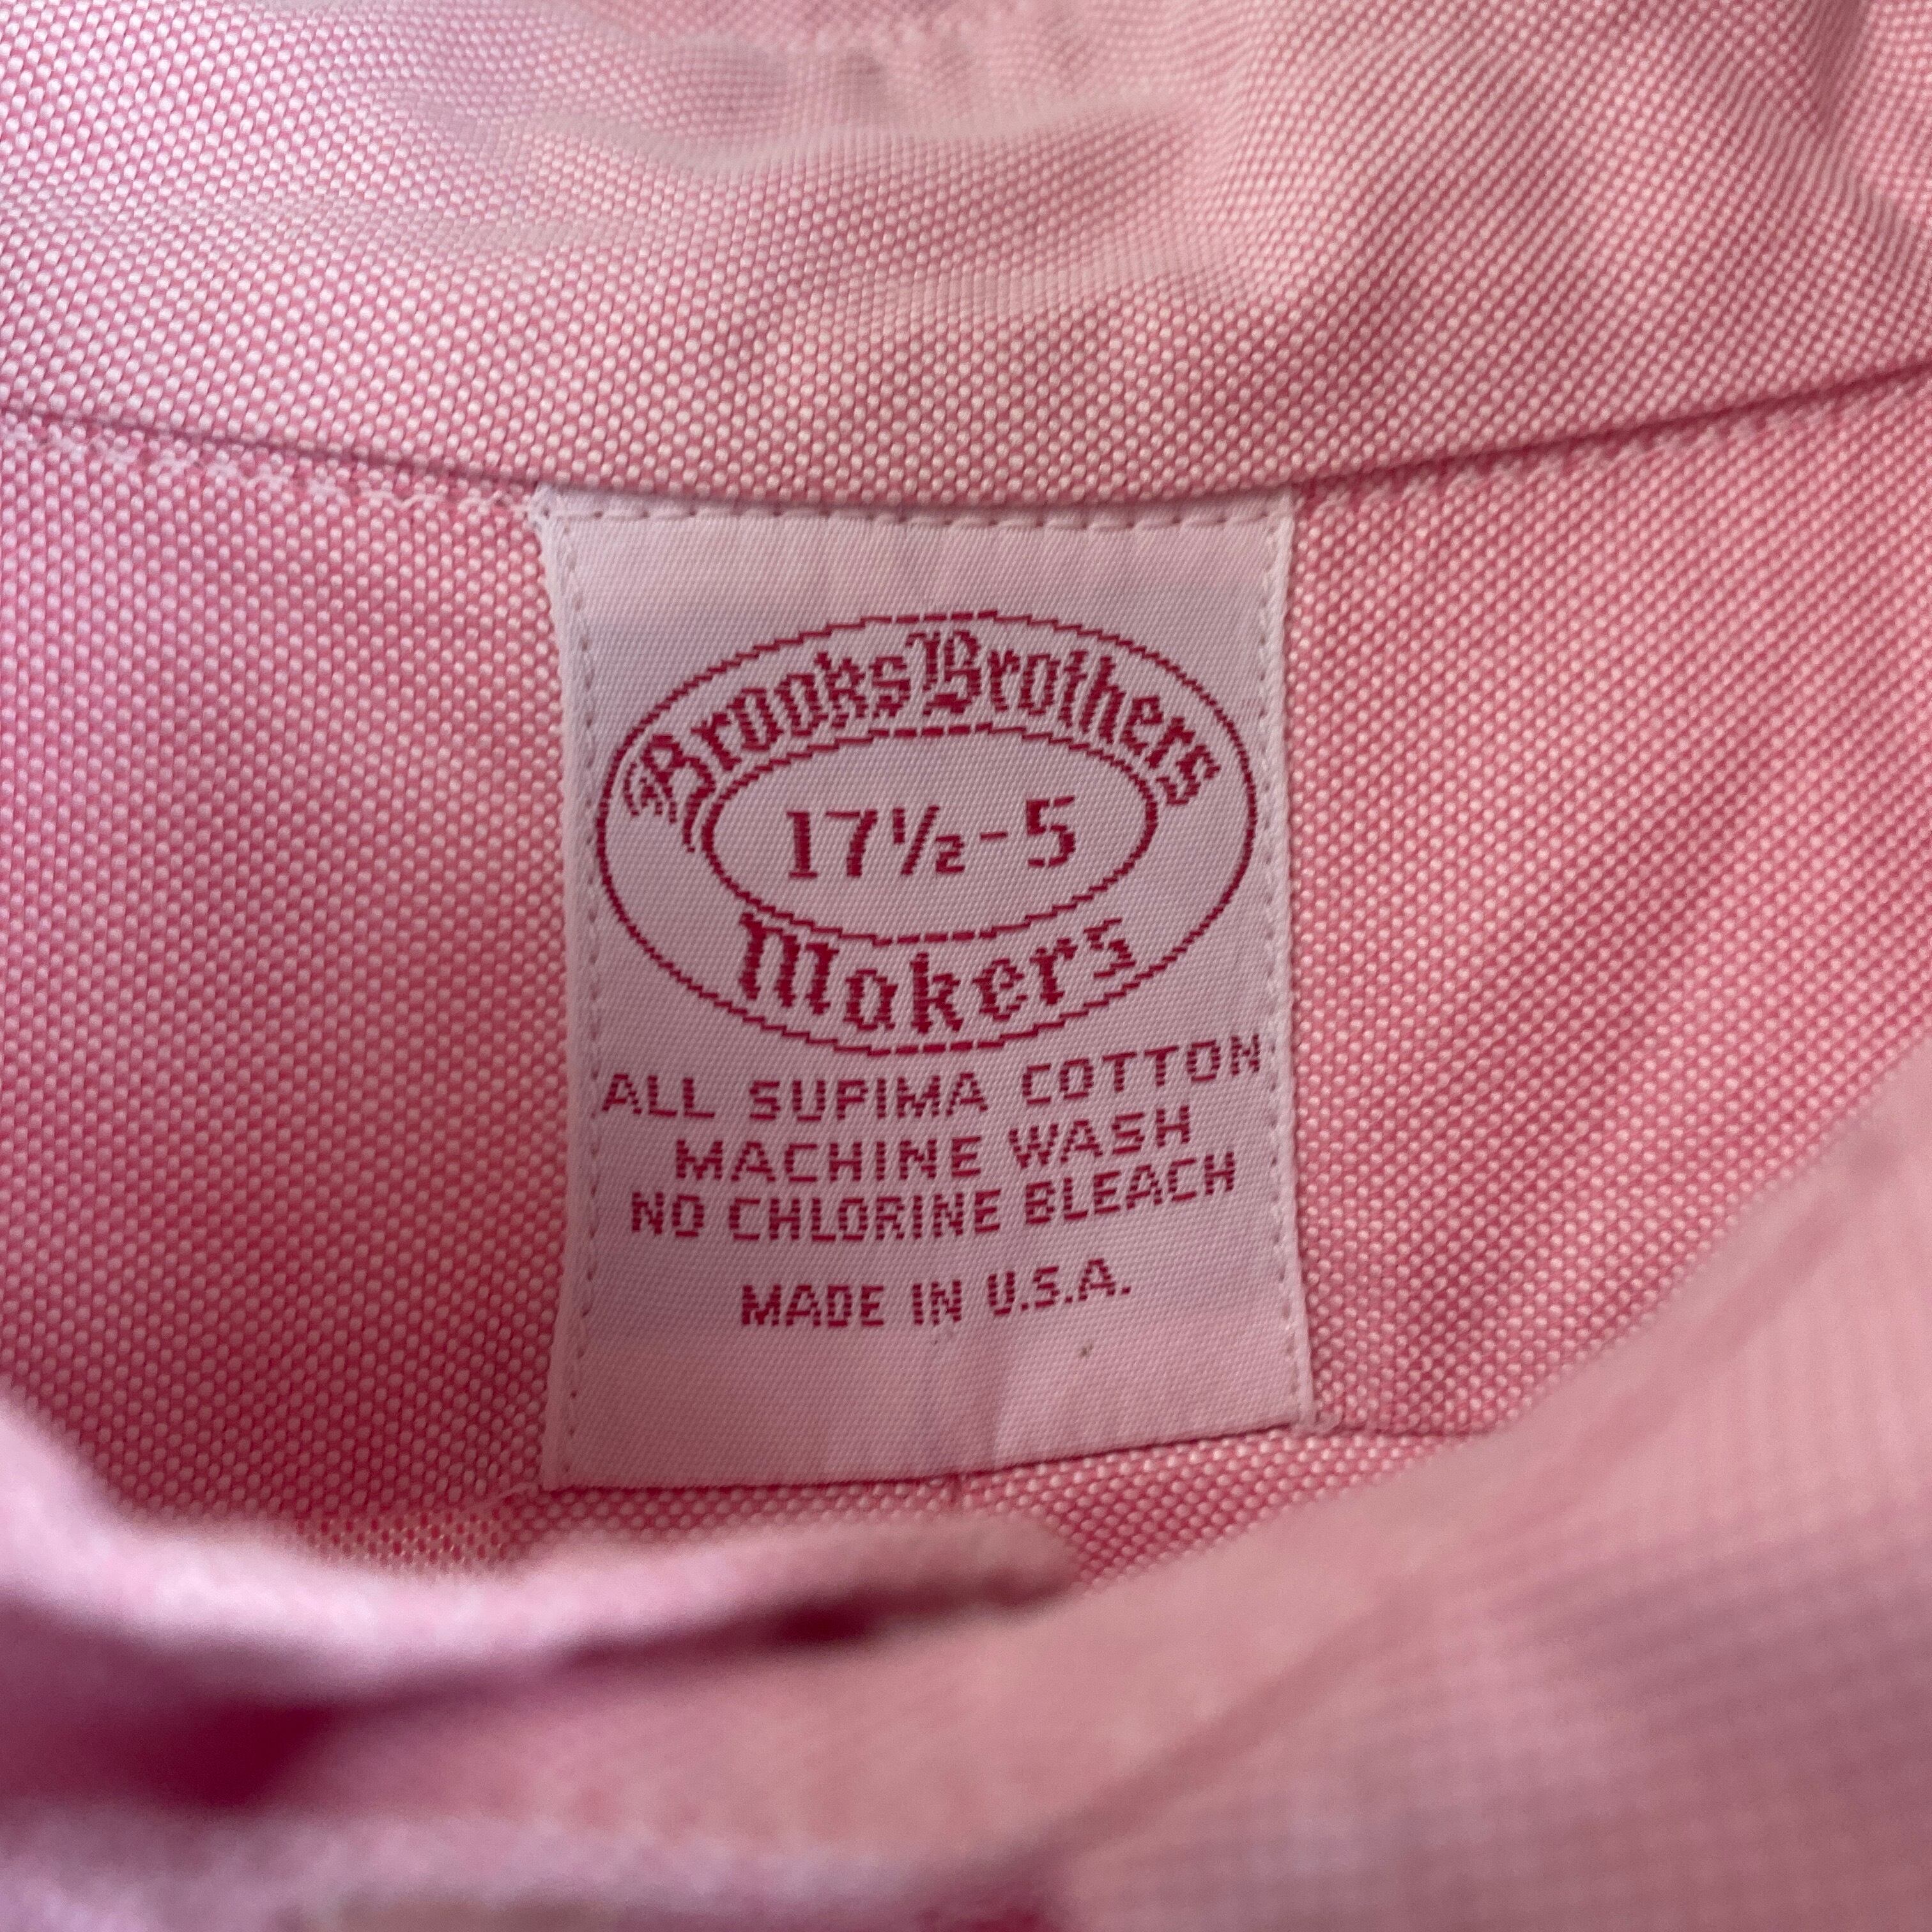 Brooks Brothers
17½-5
Makers
ALL SUPIMA COTTON
MACHINE WASH
NO CHLORINE BLEACH
MADE IN U.S.A.